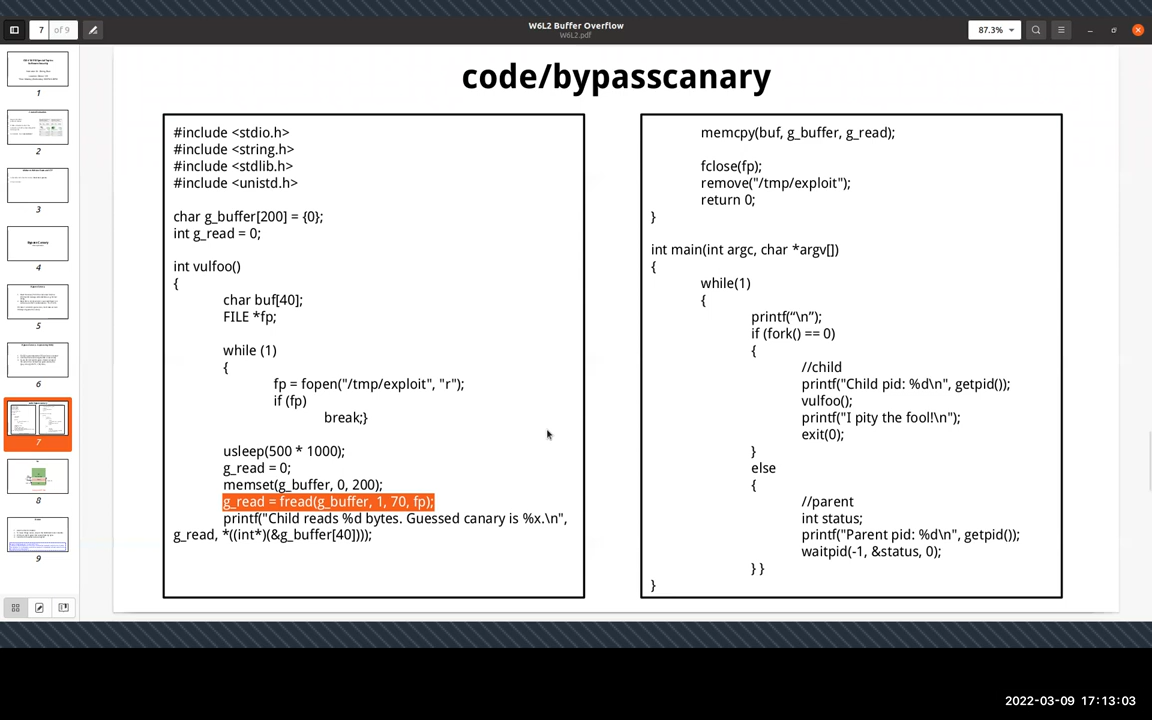 7 of 9
W6L2 Buffer Overflow
W6L2.pdf
87.3%
1
2
3
4
5
6
7
8
9
code/bypasscanary
#include <stdio.h>
#include <string.h>
#include <stdlib.h>
#include <unistd.h>
char g_buffer[200] = {0};
int g_read = 0;
int vulfoo()
{
char buf[40];
FILE *fp;
while (1)
{
fp = fopen("/tmp/exploit", "r");
if (fp)
break;}
usleep(500 * 1000);
g_read = 0;
memset(g_buffer, 0, 200);
g_read = fread(g_buffer, 1, 70, fp);
printf("Child reads %d bytes. Guessed canary is %x.\n",
g_read, *((int*)(&g_buffer[40])));
memcpy(buf, g_buffer, g_read);
fclose(fp);
remove("/tmp/exploit");
return 0;
}
int main(int argc, char *argv[])
{
while(1)
{
printf(“\n”);
if (fork() == 0)
{
//child
printf("Child pid: %d\n", getpid());
vulfoo();
printf("I pity the fool!\n");
exit(0);
}
else
{
//parent
int status;
printf("Parent pid: %d\n", getpid());
waitpid(-1, &status, 0);
} }
}
2022-03-09 17:13:03